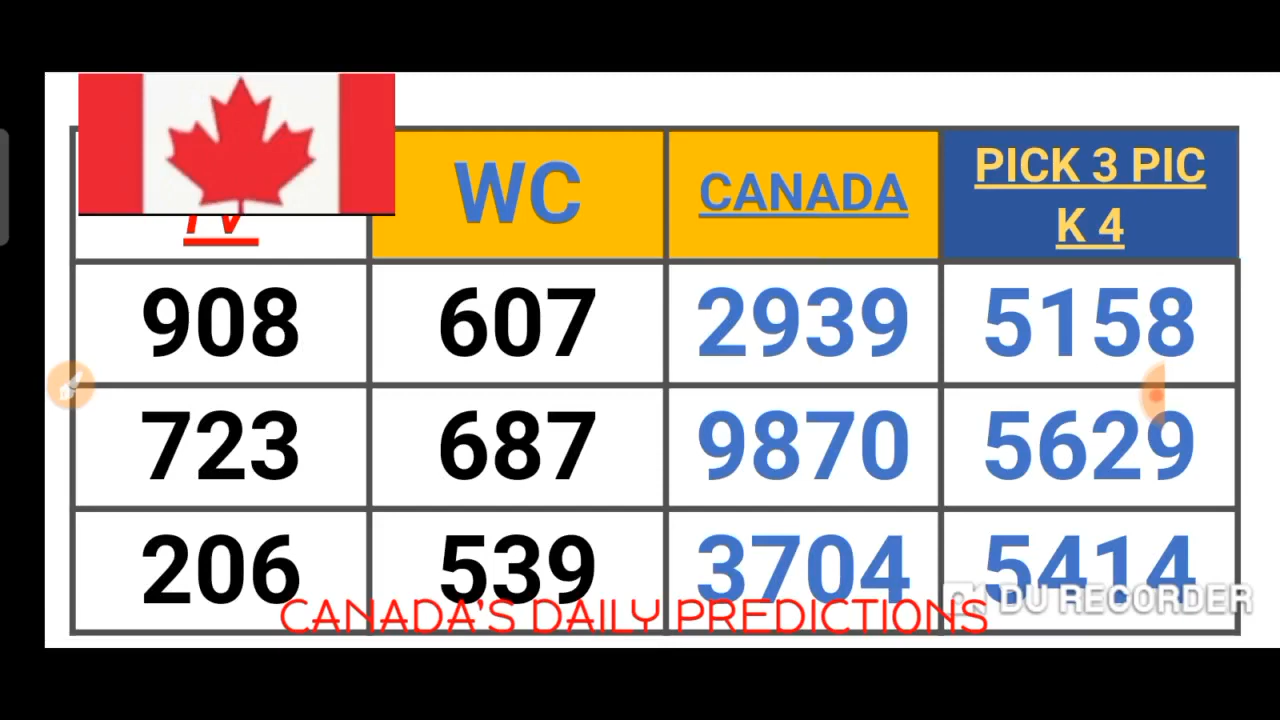 WC
CANADA
PICK 3 PIC
K 4
908 607 2939 5158
723 687 9870 5629
206 539 3704 5414
CANADA'S DAILY PREDICTIONS
DU RECORDER